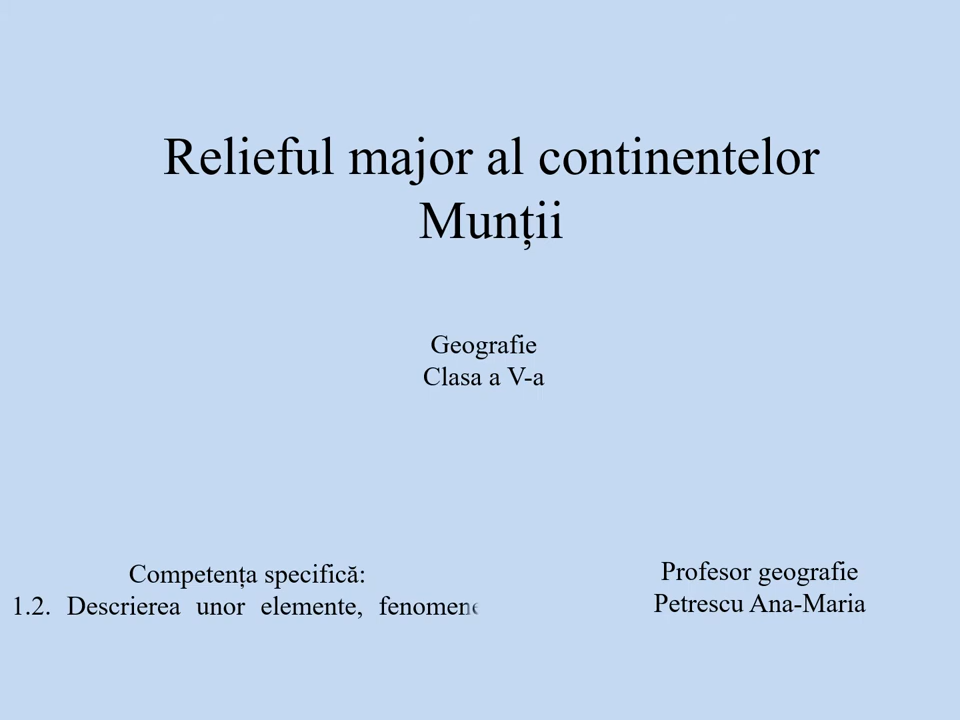 Relieful major al continentelor
Munții
Geografie
Clasa a V-a
Competența specifică:
1.2. Descrierea unor elemente, fenomene
Profesor geografie
Petrescu Ana-Maria